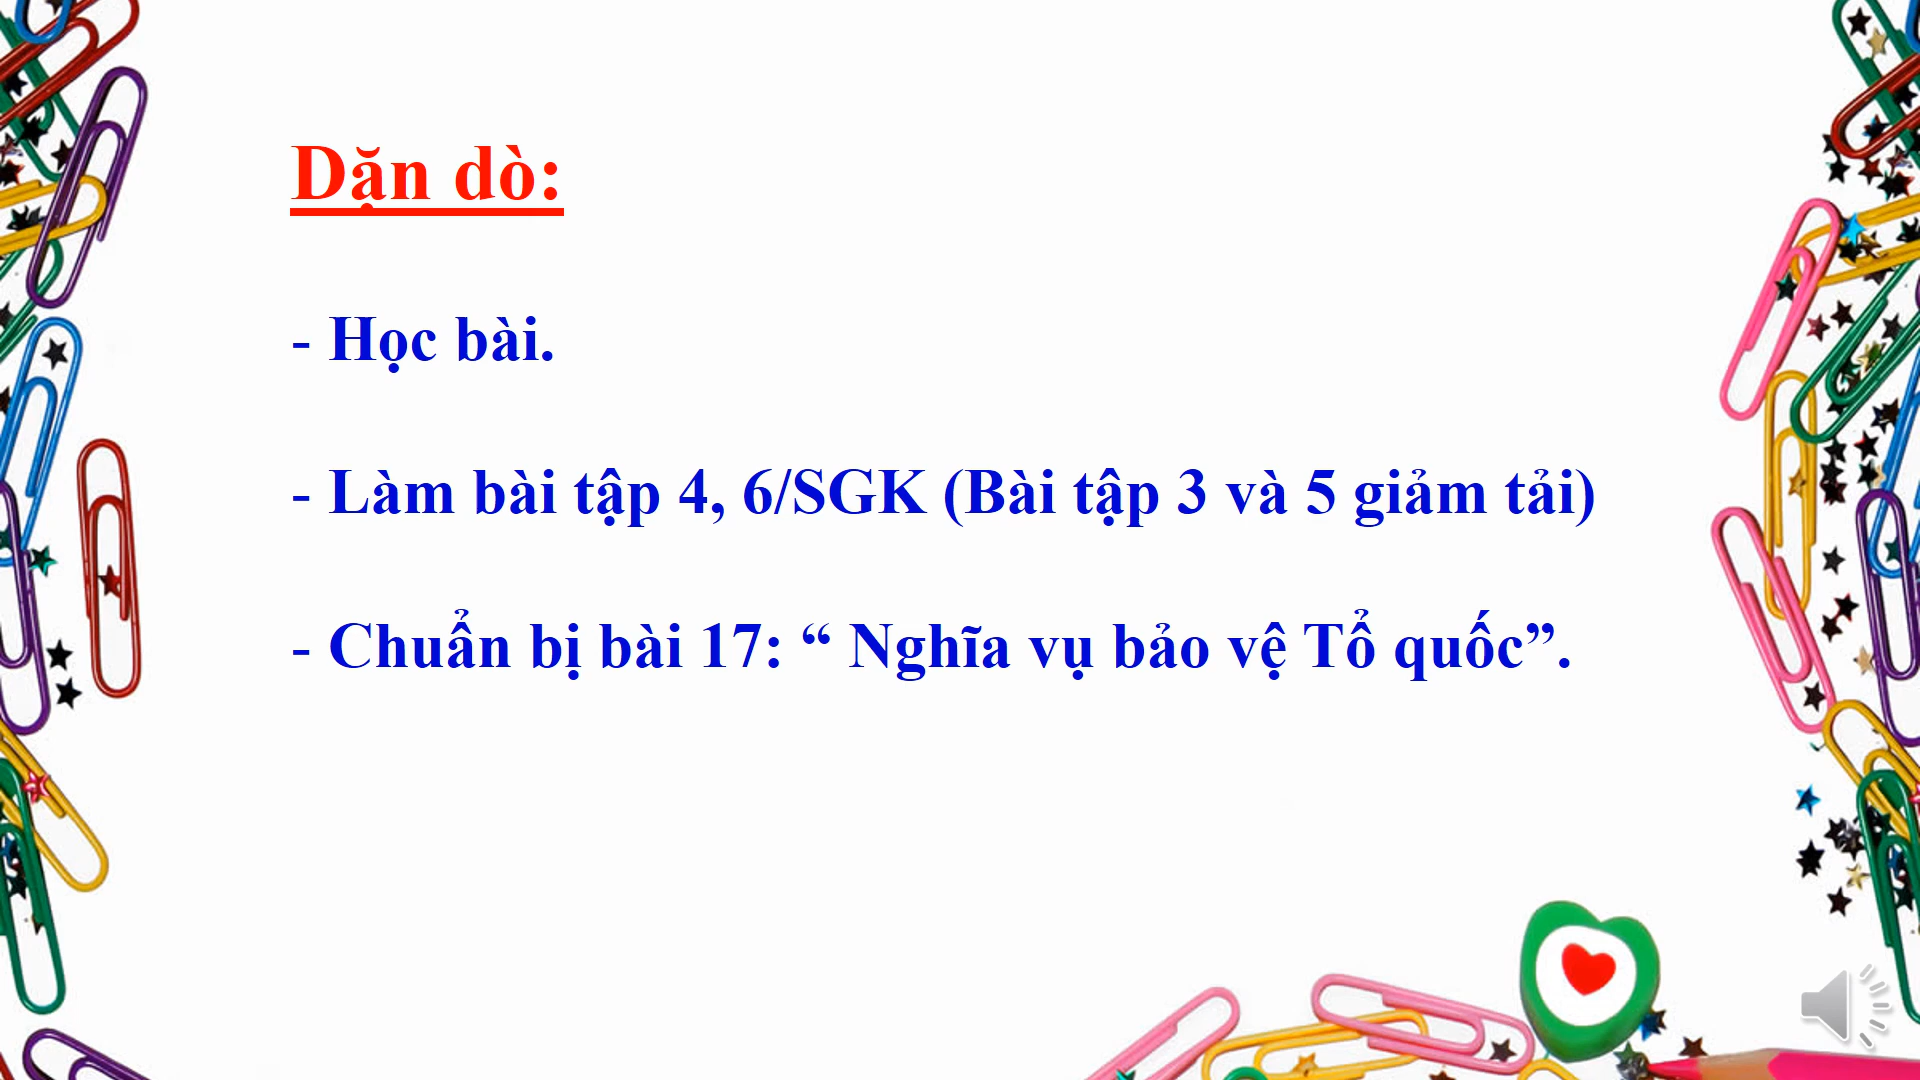 Dặn dò:
- Học bài.
- Làm bài tập 4, 6/SGK (Bài tập 3 và 5 giảm tải)
- Chuẩn bị bài 17: “ Nghĩa vụ bảo vệ Tổ quốc”.